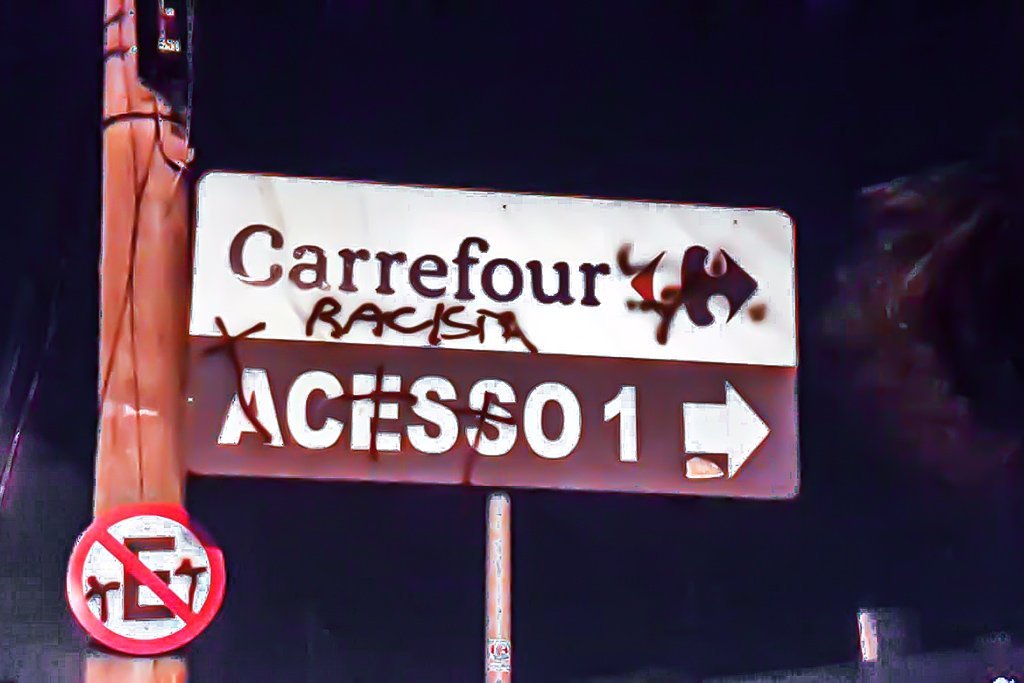 Carrefour
RACISTA
ACESSO 1
E